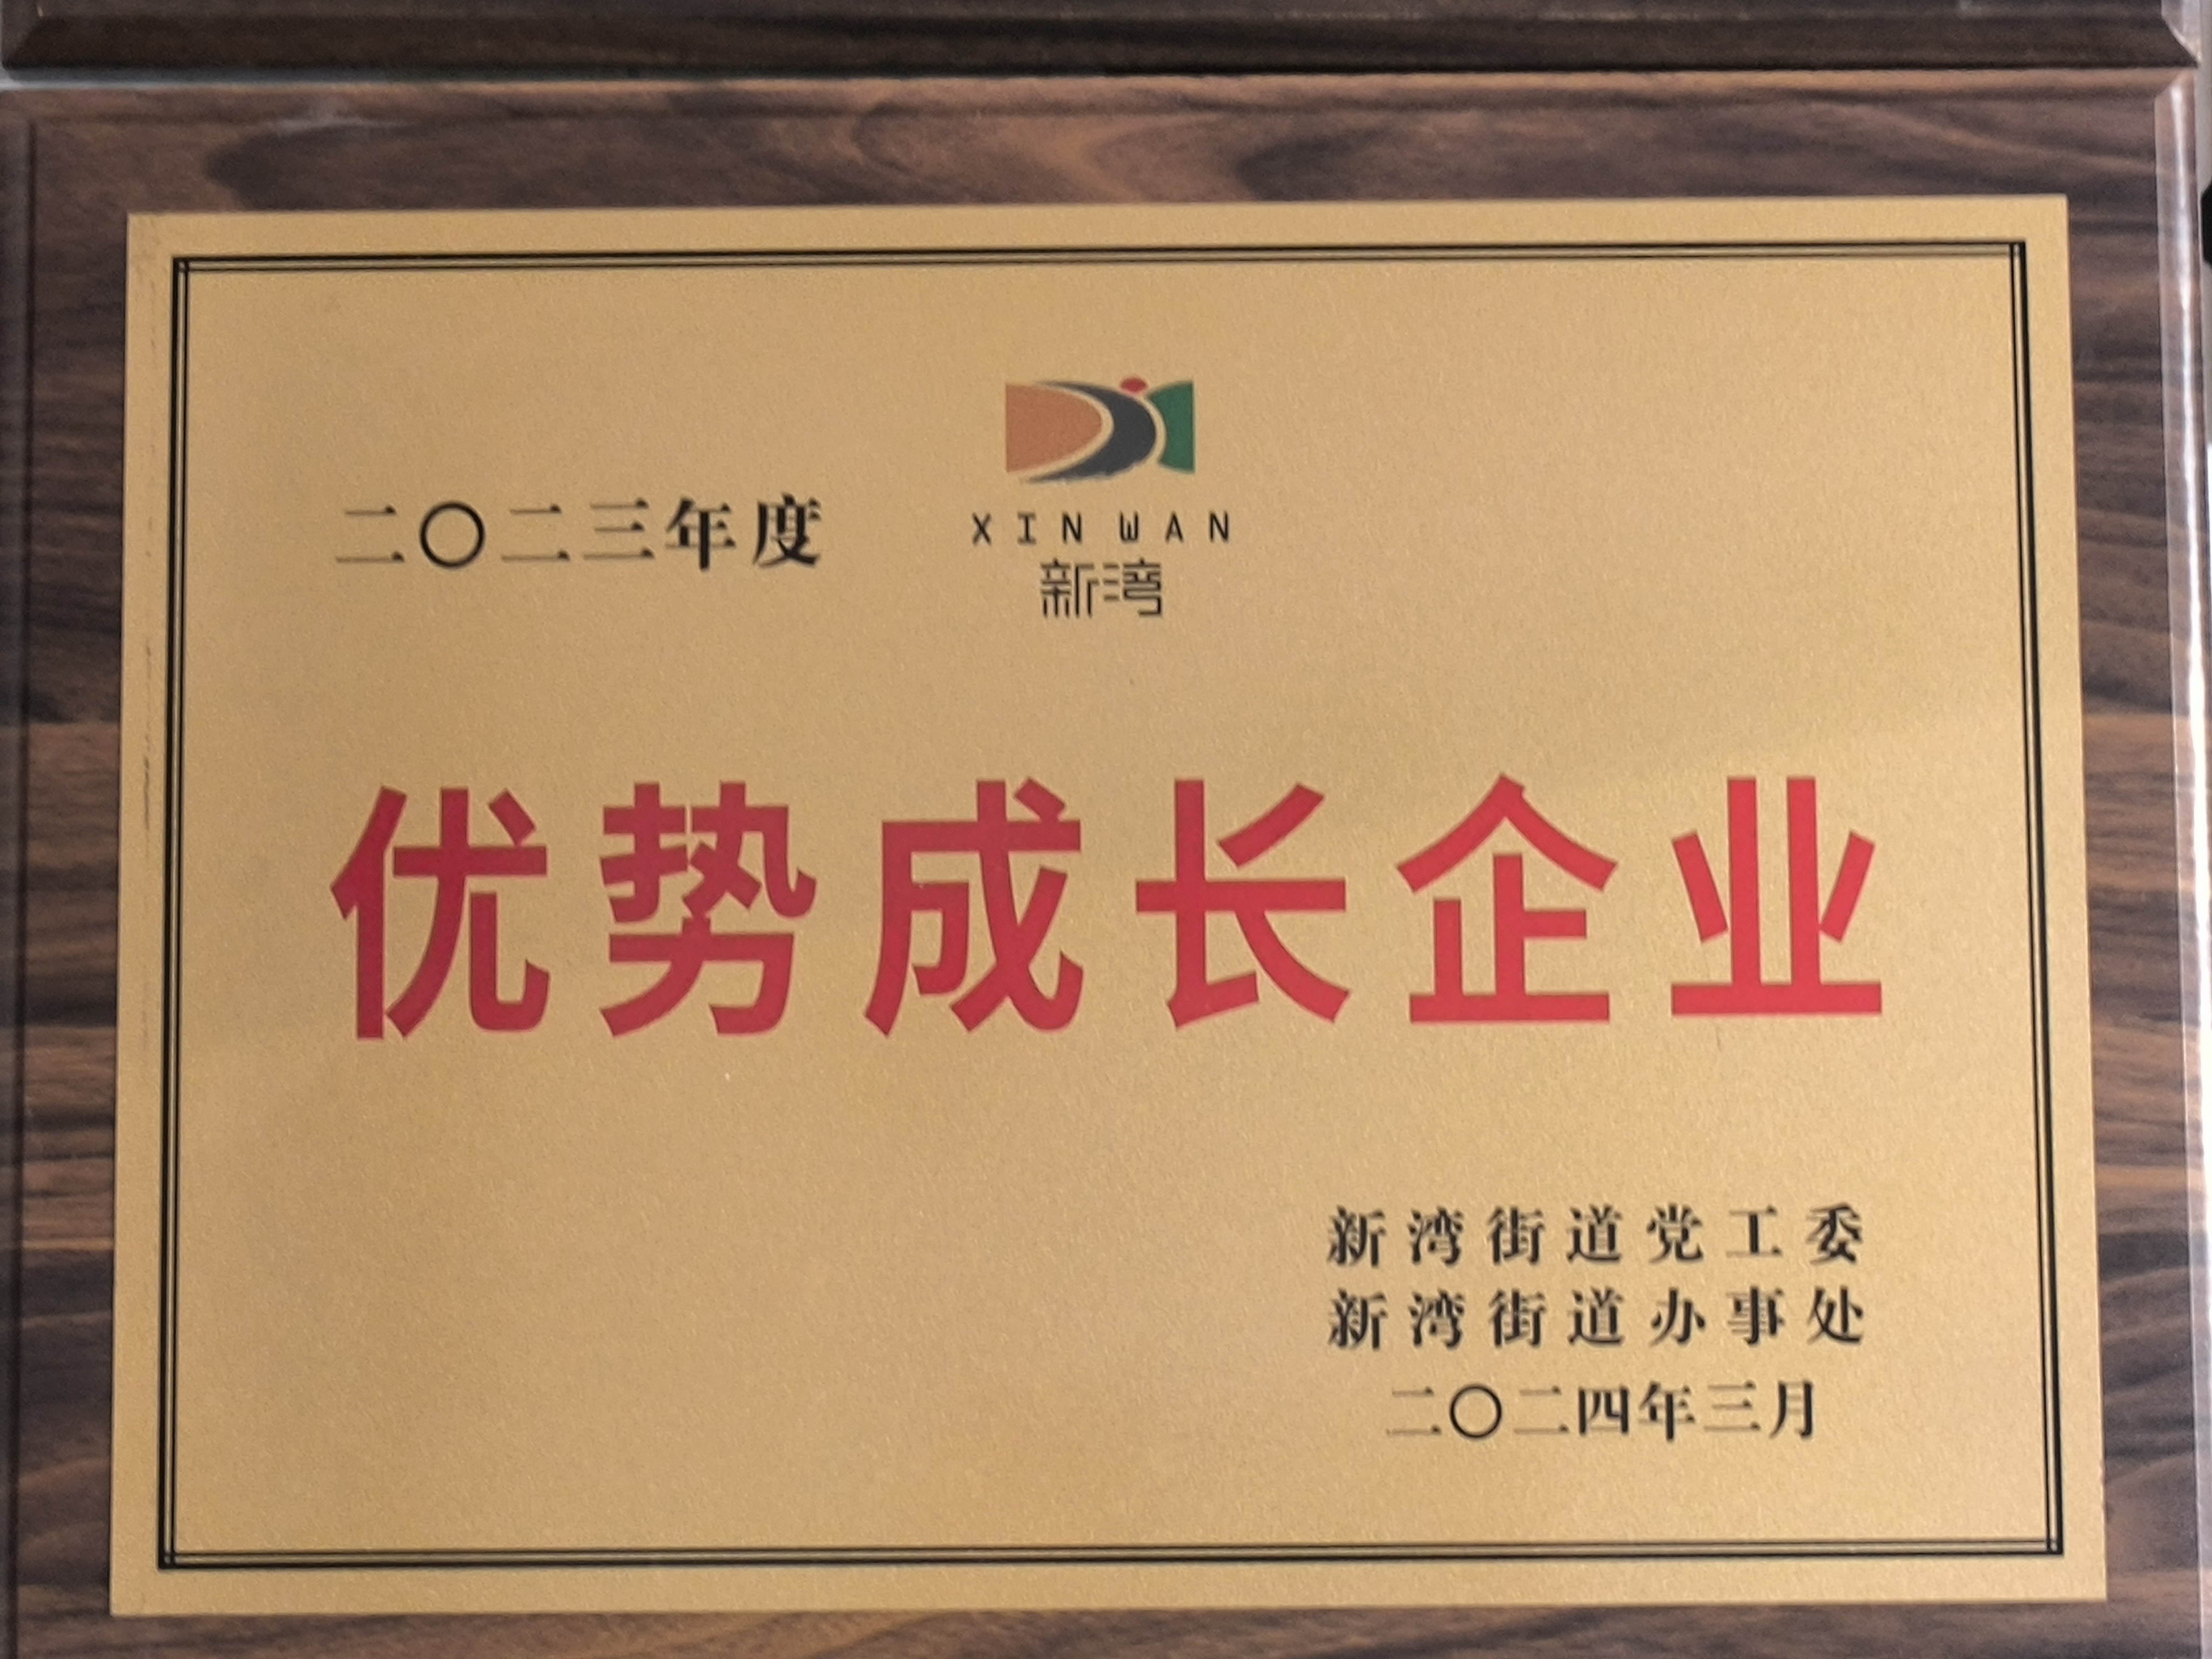 二〇二三年度
XIN WAN
新湾
优势成长企业
新湾街道党工委
新湾街道办事处
二〇二四年三月